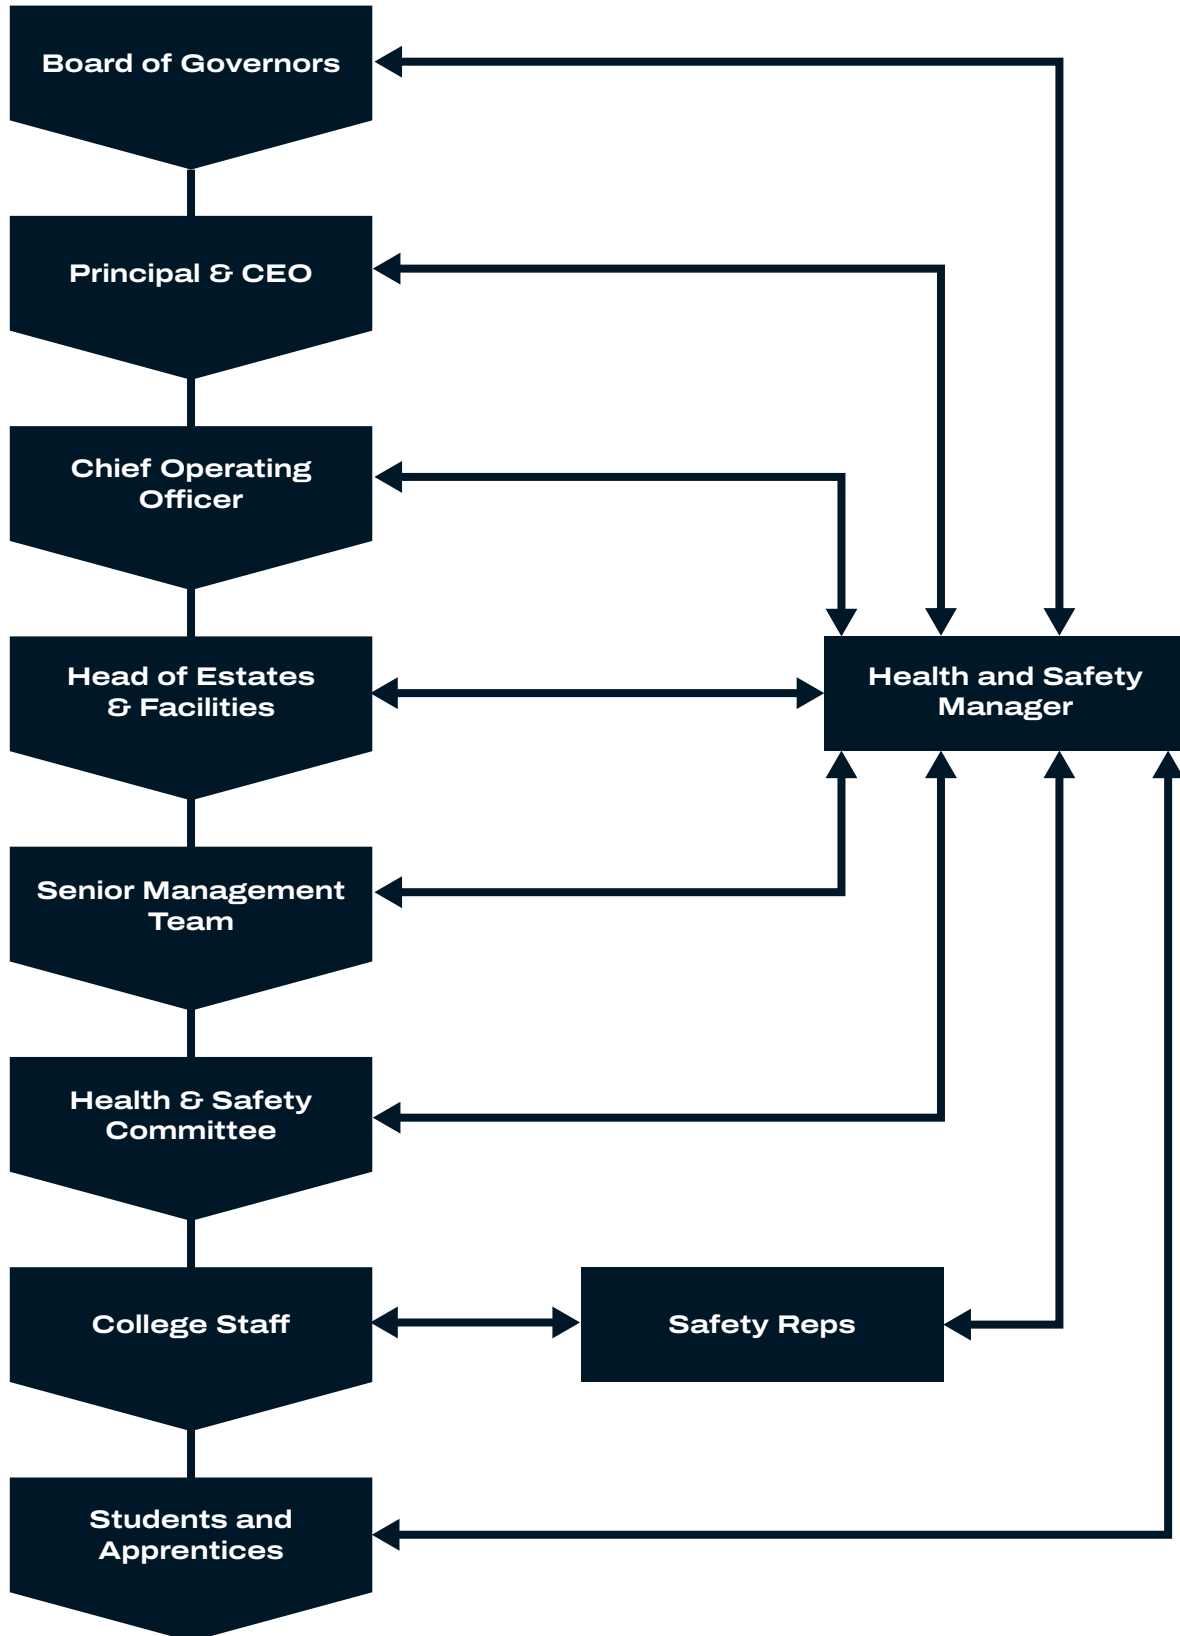 Board of Governors
Principal & CEO
Chief Operating
Officer
Head of Estates
& Facilities
Health and Safety
Manager
Senior Management
Team
Health & Safety
Committee
College Staff
Safety Reps
Students and
Apprentices